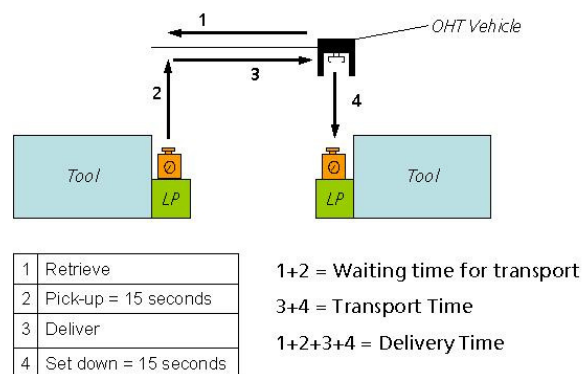 1
OHT Vehicle
2
3
4
Tool
LP
LP
Tool
1 Retrieve
2 Pick-up = 15 seconds
3 Deliver
4 Set down = 15 seconds
1+2 = Waiting time for transport
3+4 = Transport Time
1+2+3+4 = Delivery Time